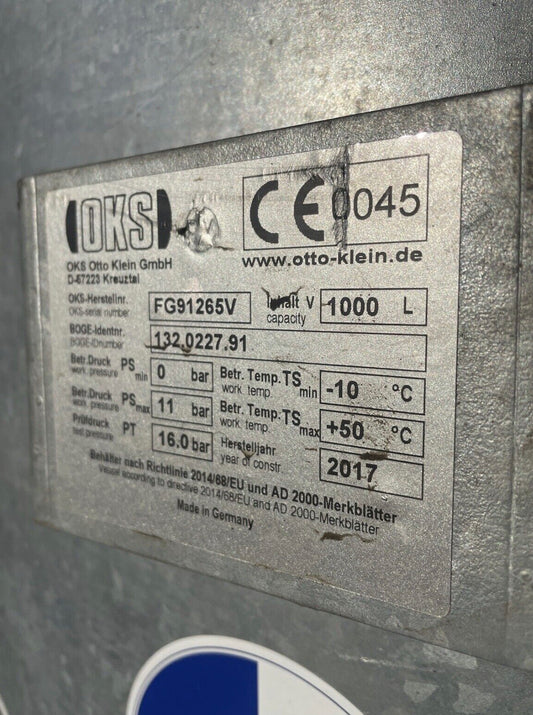 OKS
CE 0045
OKS Otto Klein GmbH
D-57223 Kreuztal
www.otto-klein.de
OKS-Herstellnr. FG91265V Inhalt V 1000 L
OKS-serial number capacity
BOGE-Identnr. 132.0227.91
BOGE-IDnumber
Betr.Druck PS min 0 bar Betr. Temp. TS min -10 °C
work. pressure work. temp.
Betr.Druck PS max 11 bar Betr. Temp. TS max +50 °C
work. pressure work. temp.
Prüfdruck PT 16.0 bar Herstelljahr 2017
test pressure year of constr.
Behälter nach Richtlinie 2014/68/EU und AD 2000-Merkblätter
Vessel according to directive 2014/68/EU and AD 2000-Merkblätter
Made in Germany